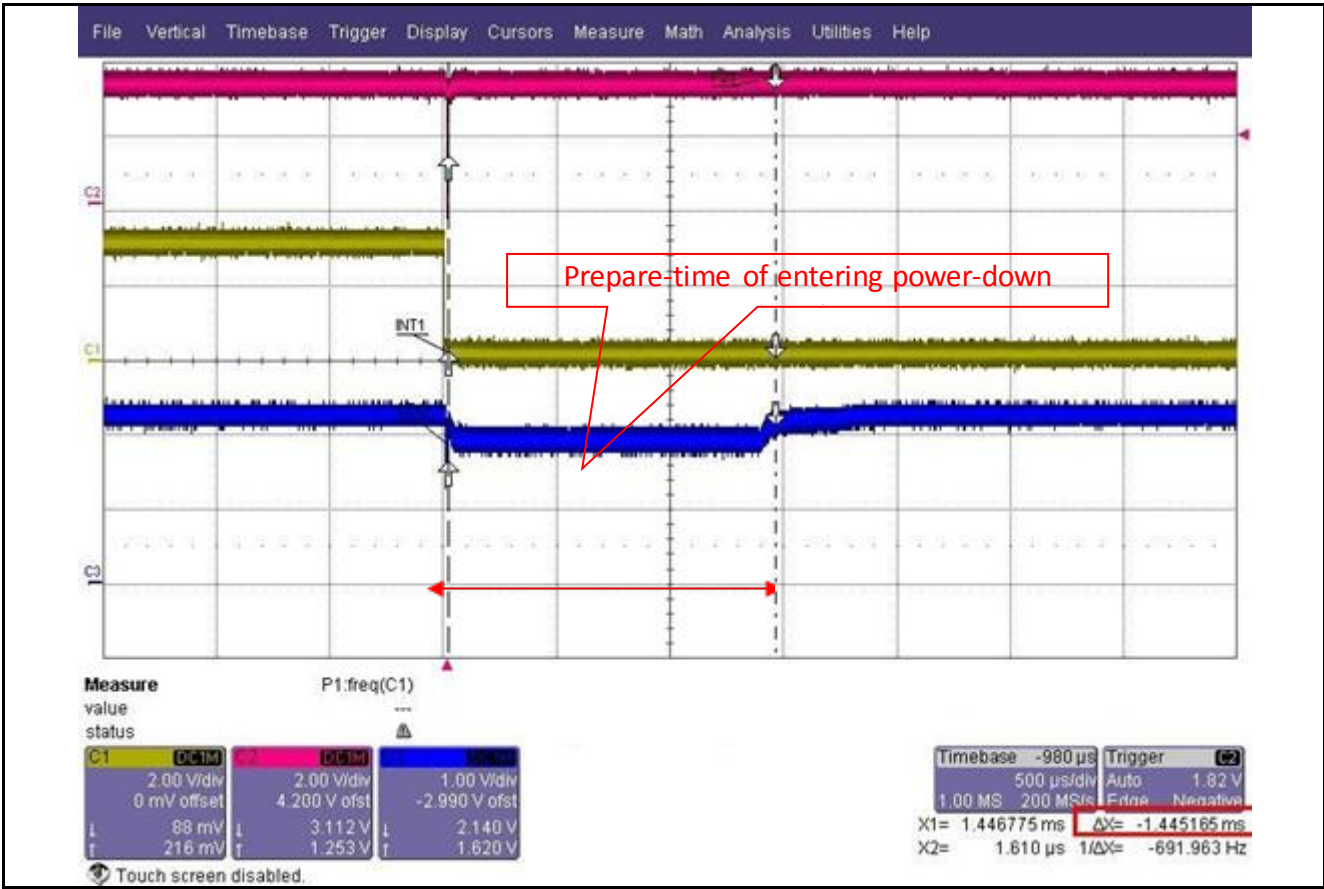 File Vertical Timebase Trigger Display Cursors Measure Math Analysis Utilities Help
C2
Prepare-time of entering power-down
INT1
C1
C3
Measure P1:freq(C1)
value ---
status
C1 DC1M C2 DC1M
2.00 V/div 2.00 V/div 1.00 V/div
0 mV offset 4.200 V ofst -2.990 V ofst
88 mV 3.112 V 2.140 V
216 mV 1.253 V 1.620 V
Timebase -980 µs Trigger C2
500 µs/div Auto 1.82 V
1.00 MS 200 MS/s Edge Negative
X1= 1.446775 ms ΔX= -1.445165 ms
X2= 1.610 µs 1/ΔX= -691.963 Hz
Touch screen disabled.